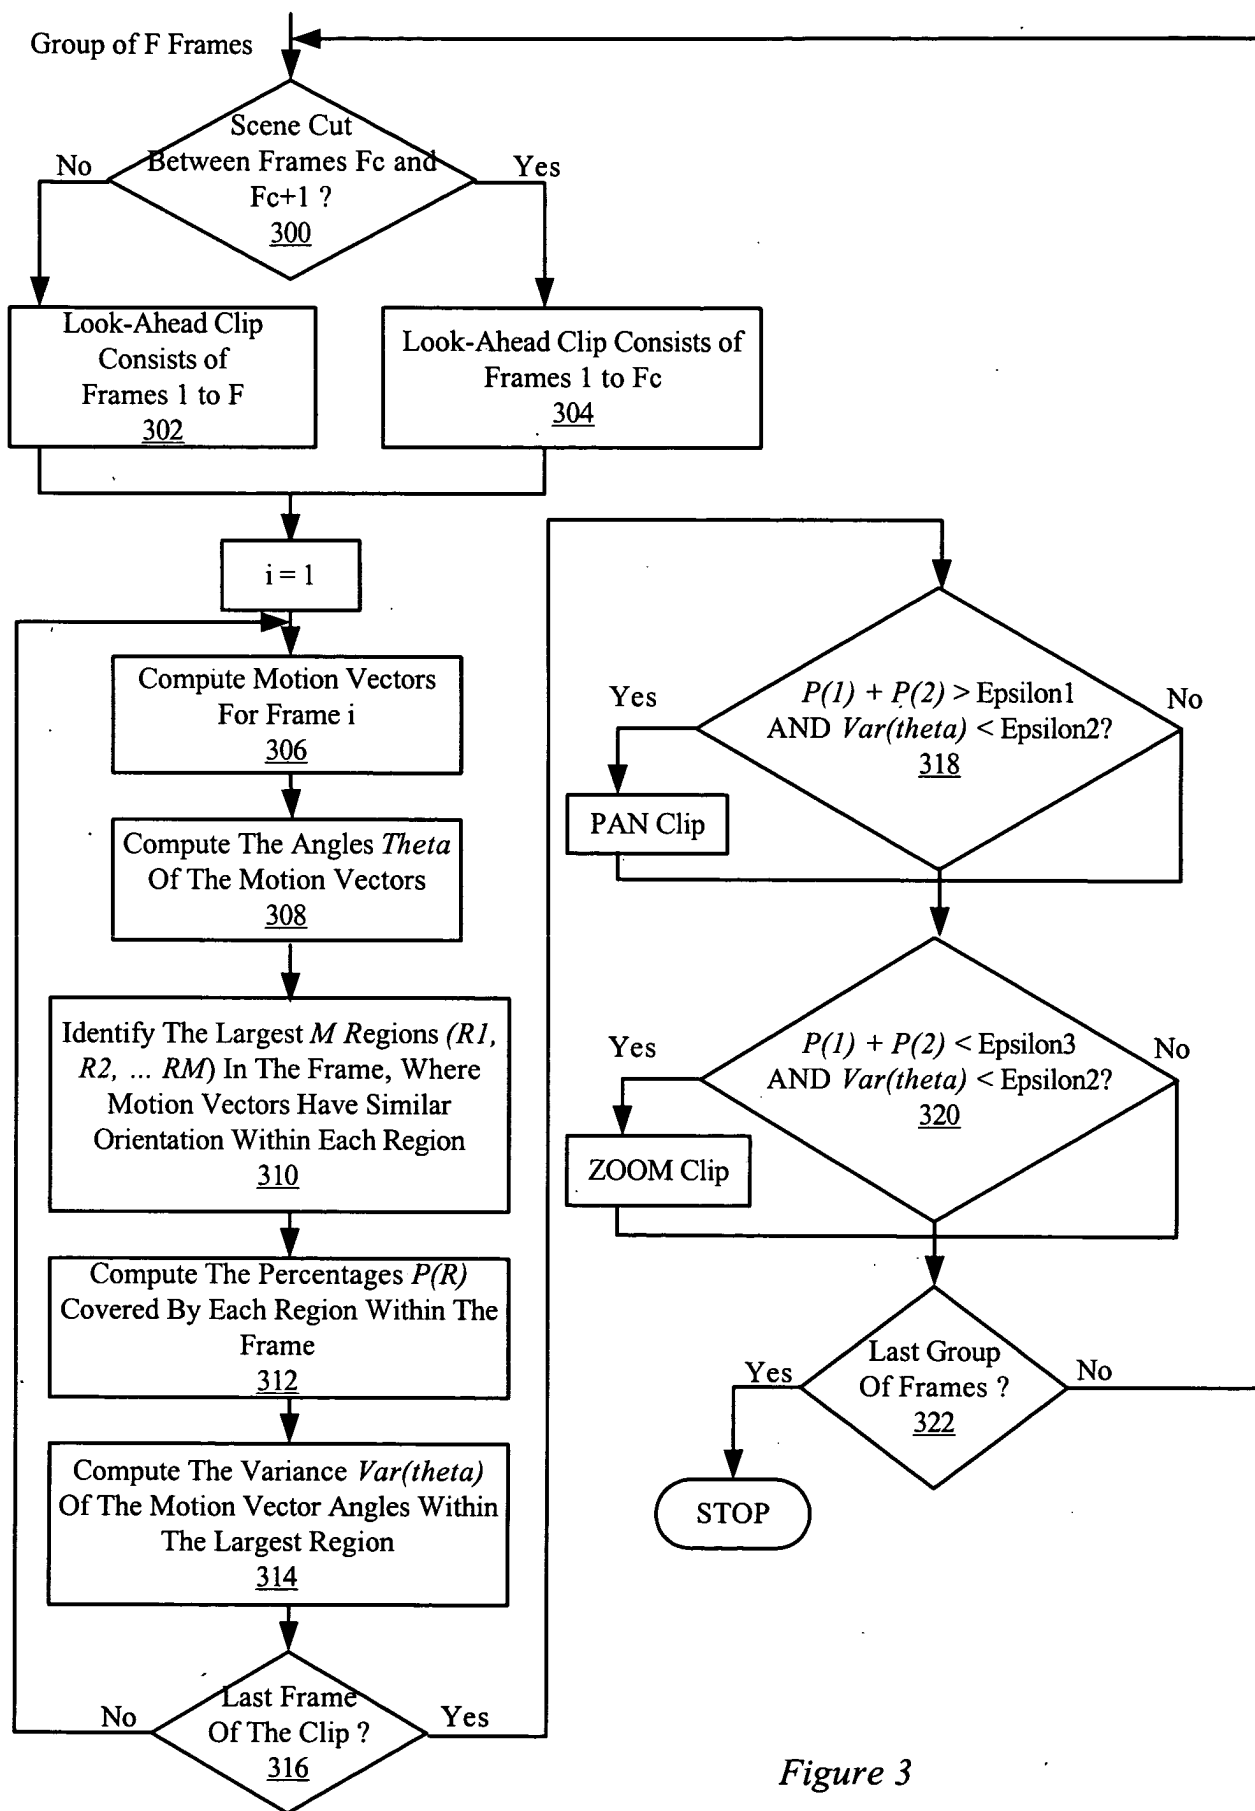 Group of F Frames
Scene Cut
Between Frames Fc and
Fc+1 ?
300
No
Yes
Look-Ahead Clip
Consists of
Frames 1 to F
302
Look-Ahead Clip Consists of
Frames 1 to Fc
304
i = 1
Compute Motion Vectors
For Frame i
306
Compute The Angles Theta
Of The Motion Vectors
308
Identify The Largest M Regions (R1,
R2, ... RM) In The Frame, Where
Motion Vectors Have Similar
Orientation Within Each Region
310
Compute The Percentages P(R)
Covered By Each Region Within The
Frame
312
Compute The Variance Var(theta)
Of The Motion Vector Angles Within
The Largest Region
314
Last Frame
Of The Clip ?
316
No
Yes
P(1) + P(2) > Epsilon1
AND Var(theta) < Epsilon2?
318
Yes
No
PAN Clip
P(1) + P(2) < Epsilon3
AND Var(theta) < Epsilon2?
320
Yes
No
ZOOM Clip
Last Group
Of Frames ?
322
Yes
No
STOP
Figure 3